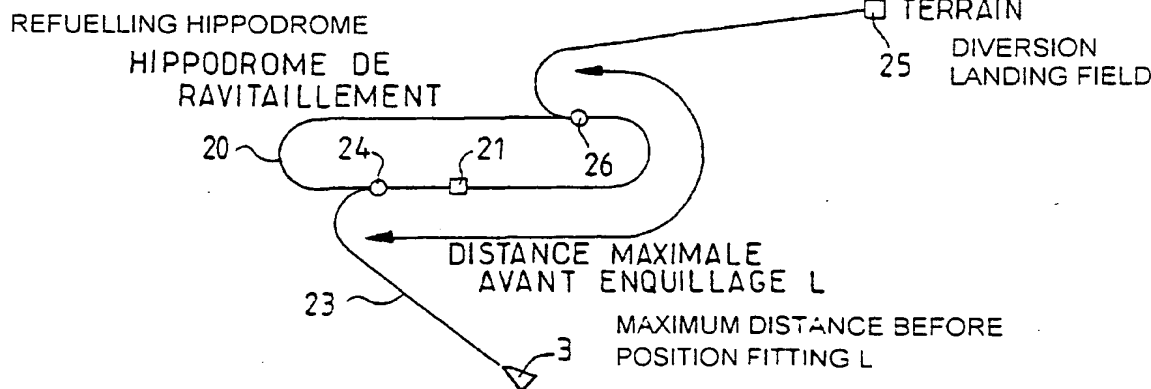 TERRAIN
REFUELLING HIPPODROME
25
DIVERSION
LANDING FIELD
HIPPODROME DE
RAVITAILLEMENT
20
24
21
26
DISTANCE MAXIMALE
AVANT ENQUILLAGE L
23
MAXIMUM DISTANCE BEFORE
POSITION FITTING L
3